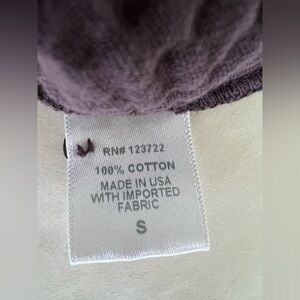 RN# 123722
100% COTTON
MADE IN USA
WITH IMPORTED
FABRIC
S